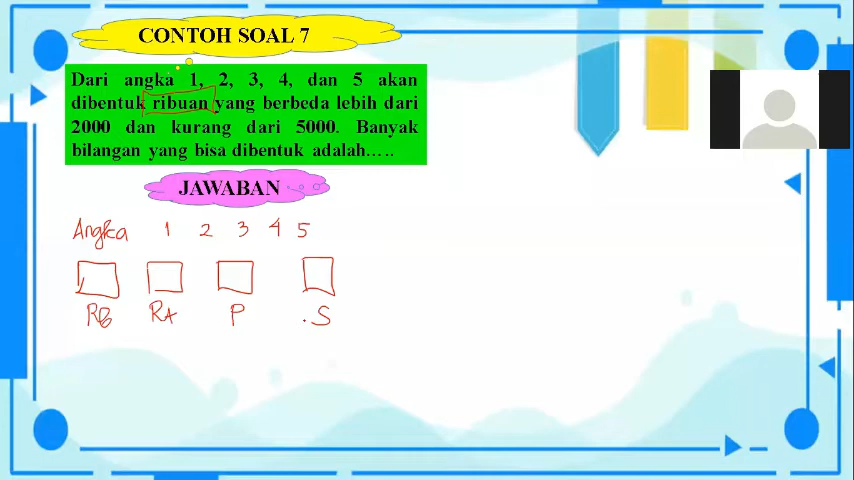 CONTOH SOAL 7
Dari angka 1, 2, 3, 4, dan 5 akan
dibentuk ribuan yang berbeda lebih dari
2000 dan kurang dari 5000. Banyak
bilangan yang bisa dibentuk adalah.....
JAWABAN
Angka 1 2 3 4 5
RB RA P .S